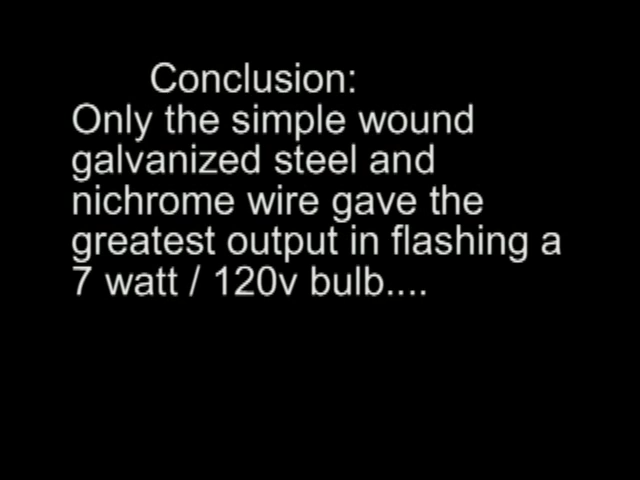 Conclusion:
Only the simple wound
galvanized steel and
nichrome wire gave the
greatest output in flashing a
7 watt / 120v bulb....